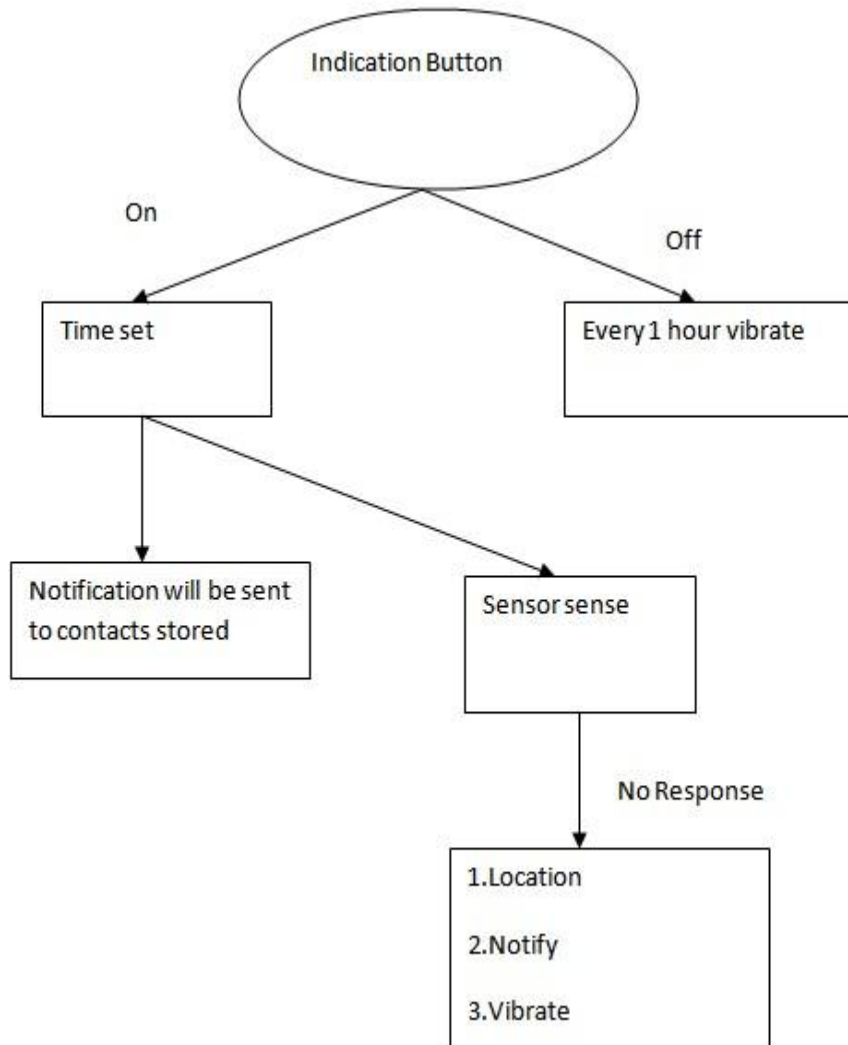 Indication Button
On
Off
Time set
Every 1 hour vibrate
Notification will be sent
to contacts stored
Sensor sense
No Response
1.Location
2.Notify
3.Vibrate